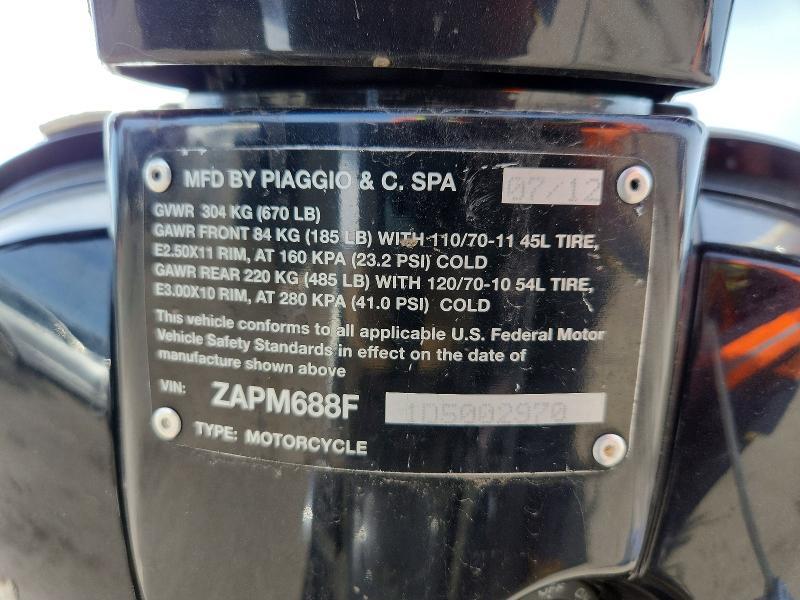 MFD BY PIAGGIO & C. SPA 07/12
GVWR 304 KG (670 LB)
GAWR FRONT 84 KG (185 LB) WITH 110/70-11 45L TIRE,
E2.50X11 RIM, AT 160 KPA (23.2 PSI) COLD
GAWR REAR 220 KG (485 LB) WITH 120/70-10 54L TIRE,
E3.00X10 RIM, AT 280 KPA (41.0 PSI) COLD
This vehicle conforms to all applicable U.S. Federal Motor
Vehicle Safety Standards in effect on the date of
manufacture shown above
VIN: ZAPM688F 1D5002970
TYPE: MOTORCYCLE